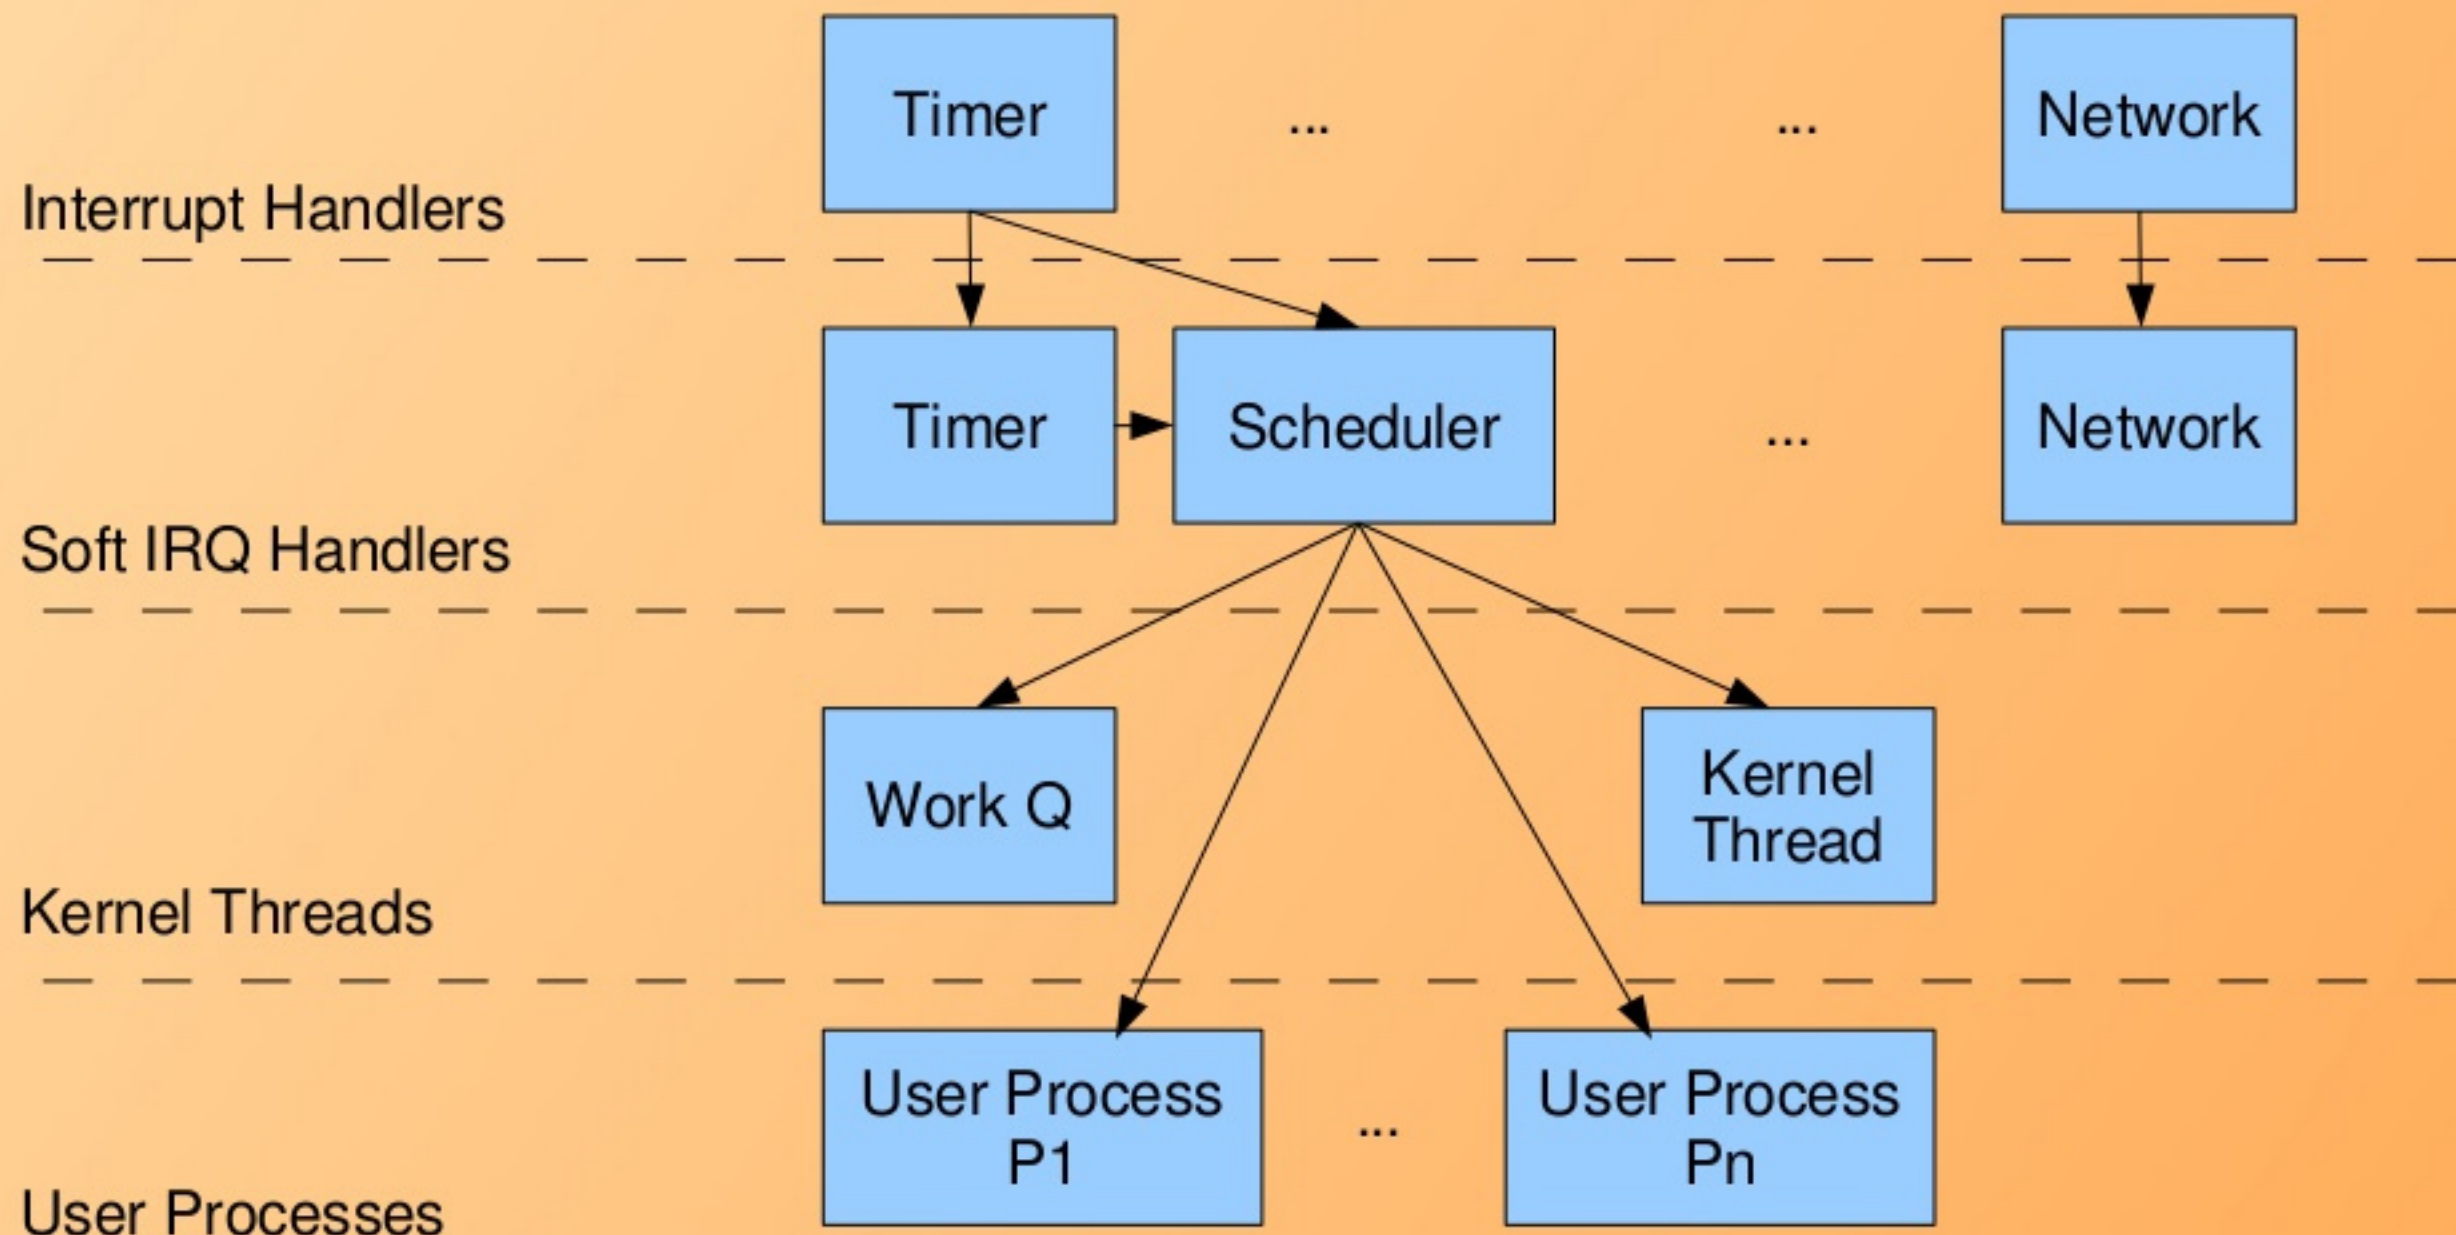 Timer
...
...
Network
Interrupt Handlers
Timer
Scheduler
...
Network
Soft IRQ Handlers
Work Q
Kernel
Thread
Kernel Threads
User Process
P1
...
User Process
Pn
User Processes